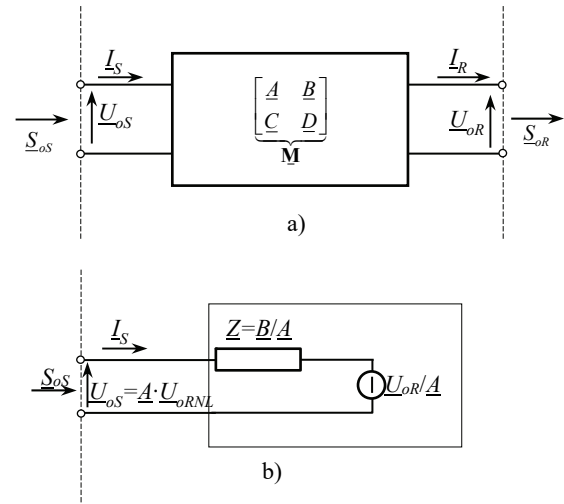 I_S I_R
A B
U_oS U_oR
C D
S_oS S_oR
M
a)
I_S Z=B/A
S_oS
U_oS=A·U_oRNL U_oR/A
b)